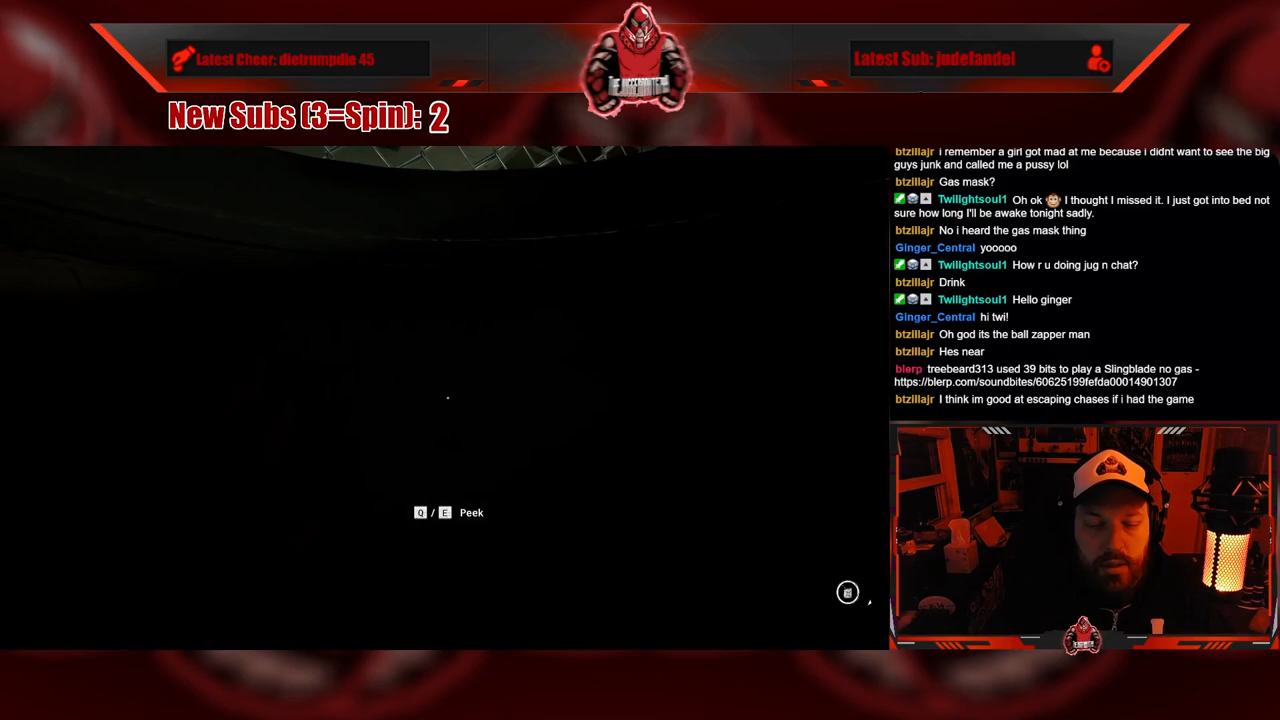 Latest Cheer: dietrumpdie 45
Latest Sub: judefandel
New Subs (3=Spin): 2
btzillajr i remember a girl got mad at me because i didnt want to see the big
guys junk and called me a pussy lol
btzillajr Gas mask?
Twilightsoul1 Oh ok I thought I missed it. I just got into bed not
sure how long I'll be awake tonight sadly.
btzillajr No i heard the gas mask thing
Ginger_Central yooooo
Twilightsoul1 How r u doing jug n chat?
btzillajr Drink
Twilightsoul1 Hello ginger
Ginger_Central hi twi!
btzillajr Oh god its the ball zapper man
btzillajr Hes near
blerp treebeard313 used 39 bits to play a Slingblade no gas -
https://blerp.com/soundbites/60625199fefda00014901307
btzillajr I think im good at escaping chases if i had the game
Q / E Peek